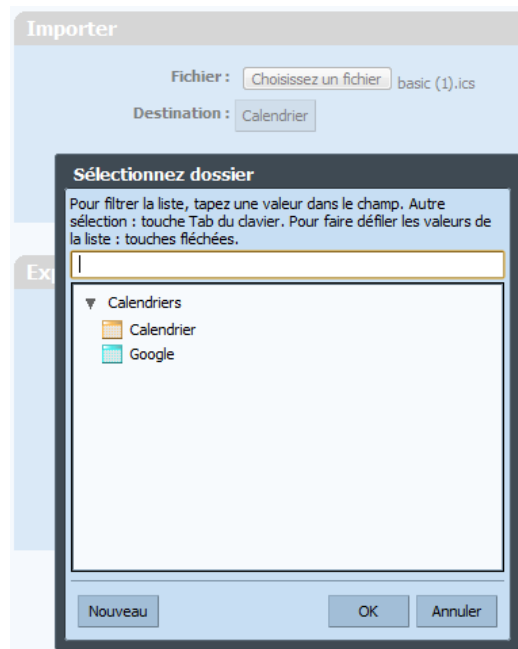 Importer
Fichier : Choisissez un fichier basic (1).ics
Destination : Calendrier
Sélectionnez dossier
Pour filtrer la liste, tapez une valeur dans le champ. Autre
sélection : touche Tab du clavier. Pour faire défiler les valeurs de
la liste : touches fléchées.
Ex
Calendriers
Calendrier
Google
Nouveau OK Annuler